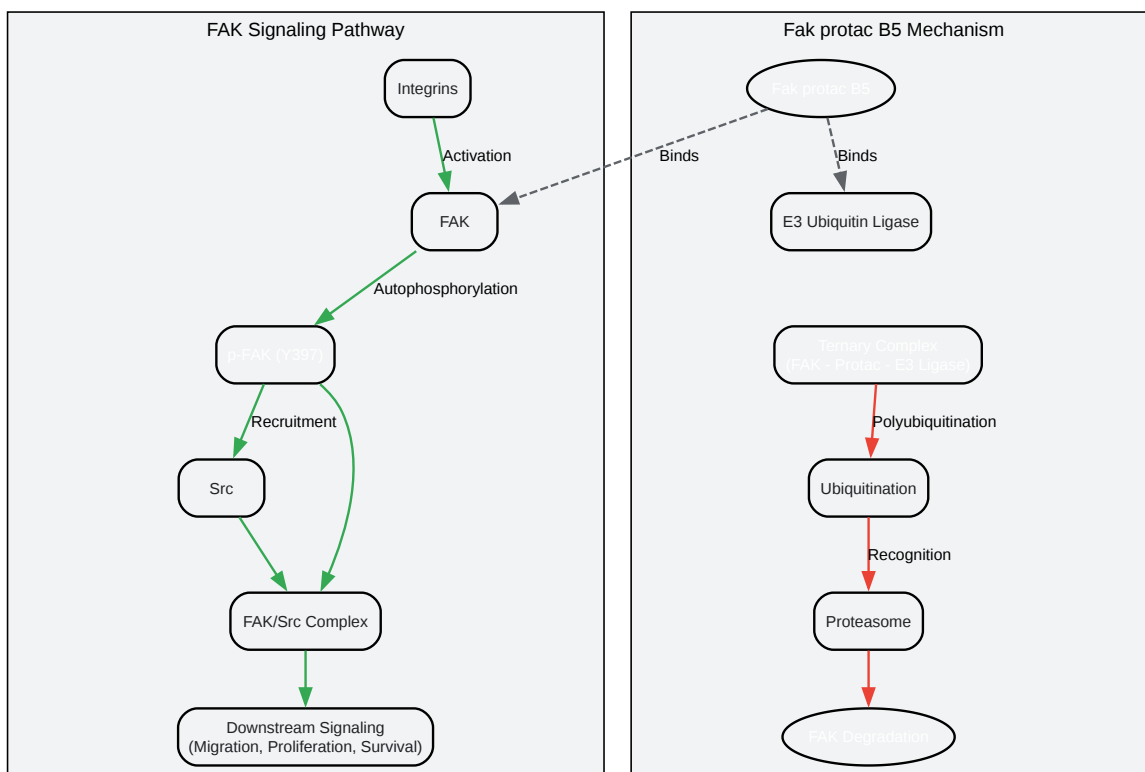 FAK Signaling Pathway
Integrins
Activation
FAK
Autophosphorylation
p-FAK (Y397)
Recruitment
Src
FAK/Src Complex
Downstream Signaling
(Migration, Proliferation, Survival)
Fak protac B5 Mechanism
Fak protac B5
Binds
Binds
E3 Ubiquitin Ligase
Ternary Complex
(FAK - Protac - E3 Ligase)
Polyubiquitination
Ubiquitination
Recognition
Proteasome
FAK Degradation